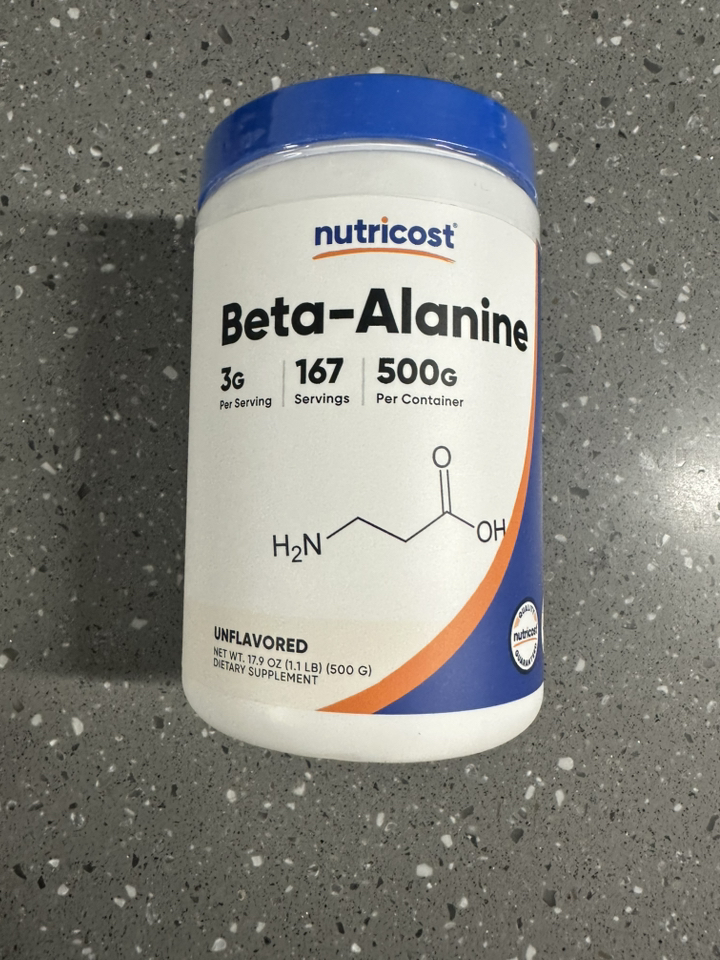 nutricost®
Beta-Alanine
3G 167 500G
Per Serving Servings Per Container
O
H₂N OH
QUALITY
nutricost
UNFLAVORED
NET WT. 17.9 OZ (1.1 LB) (500 G)
DIETARY SUPPLEMENT